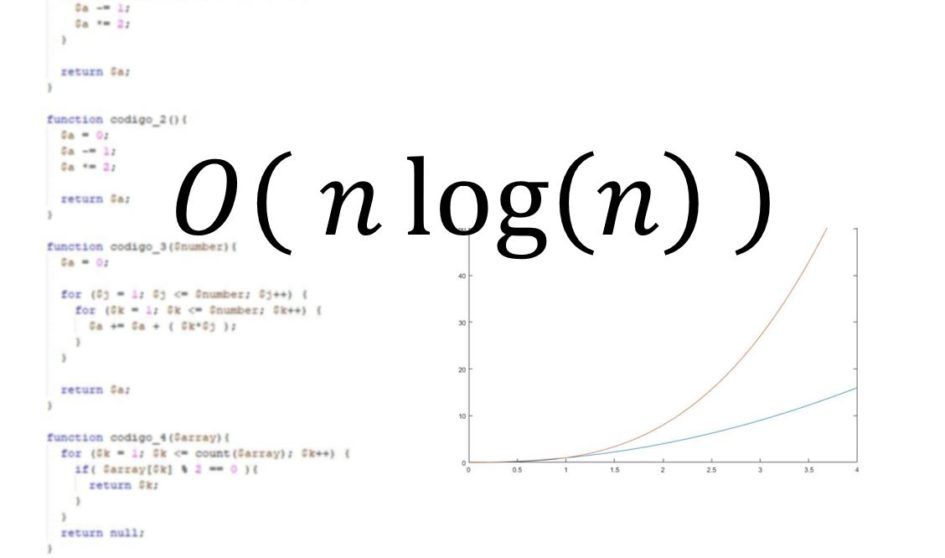 $a -= 1;
$a *= 2;
}
return $a;
}
function codigo_2(){
$a = 0;
$a -= 1;
$a *= 2;
return $a;
}
function codigo_3($number){
$a = 0;
for ($j = 1; $j <= $number; $j++) {
for ($k = 1; $k <= $number; $k++) {
$a += $a + ( $k*$j );
}
}
return $a;
}
function codigo_4($array){
for ($k = 1; $k <= count($array); $k++) {
if( $array[$k] % 2 == 0 ){
return $k;
}
}
return null;
}
O( n log(n) )
40
30
20
10
0
0 0.5 1 1.5 2 2.5 3 3.5 4